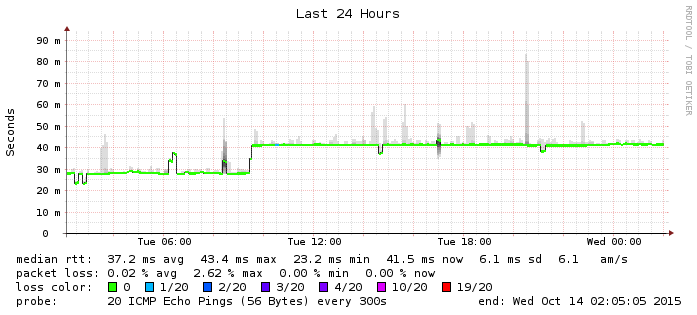 Last 24 Hours
RRDTOOL / TOBI OETIKER
Seconds
90 m
80 m
70 m
60 m
50 m
40 m
30 m
20 m
10 m
0
Tue 06:00 Tue 12:00 Tue 18:00 Wed 00:00
median rtt: 37.2 ms avg 43.4 ms max 23.2 ms min 41.5 ms now 6.1 ms sd 6.1 am/s
packet loss: 0.02 % avg 2.62 % max 0.00 % min 0.00 % now
loss color: 0 1/20 2/20 3/20 4/20 10/20 19/20
probe: 20 ICMP Echo Pings (56 Bytes) every 300s end: Wed Oct 14 02:05:05 2015